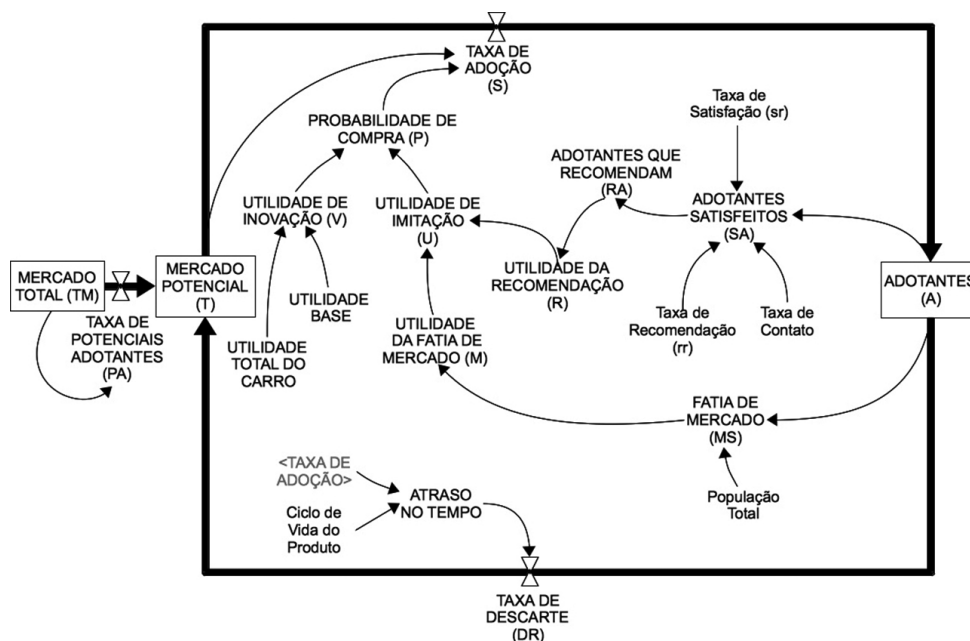 TAXA DE
ADOÇÃO
(S)
Taxa de
Satisfação (sr)
PROBABILIDADE DE
COMPRA (P)
ADOTANTES QUE
RECOMENDAM
(RA)
UTILIDADE DE
INOVAÇÃO (V)
UTILIDADE DE
IMITAÇÃO
(U)
ADOTANTES
SATISFEITOS
(SA)
MERCADO
TOTAL (TM)
MERCADO
POTENCIAL
(T)
UTILIDADE DA
RECOMENDAÇÃO
(R)
ADOTANTES
(A)
UTILIDADE
BASE
TAXA DE
POTENCIAIS
ADOTANTES
(PA)
UTILIDADE
TOTAL DO
CARRO
UTILIDADE
DA FATIA DE
MERCADO (M)
Taxa de
Recomendação
(rr)
Taxa de
Contato
FATIA DE
MERCADO
(MS)
<TAXA DE
ADOÇÃO>
ATRASO
NO TEMPO
Ciclo de
Vida do
Produto
População
Total
TAXA DE
DESCARTE
(DR)